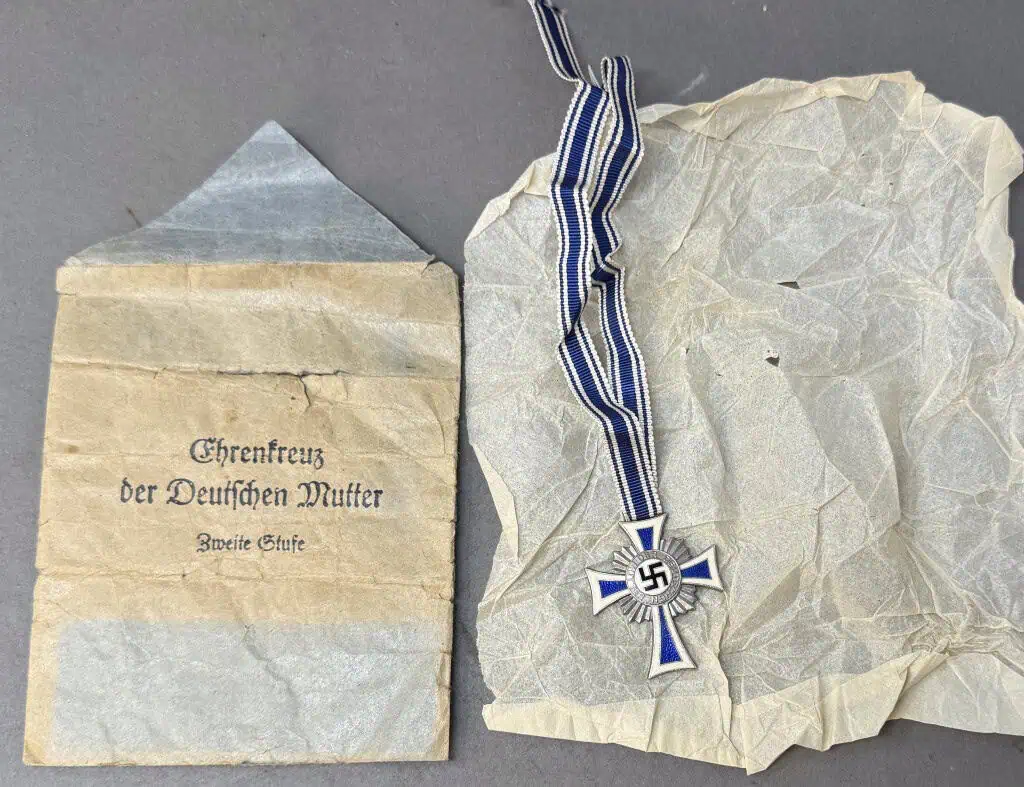 Ehrenkreuz
der Deutschen Mutter
Zweite Stufe